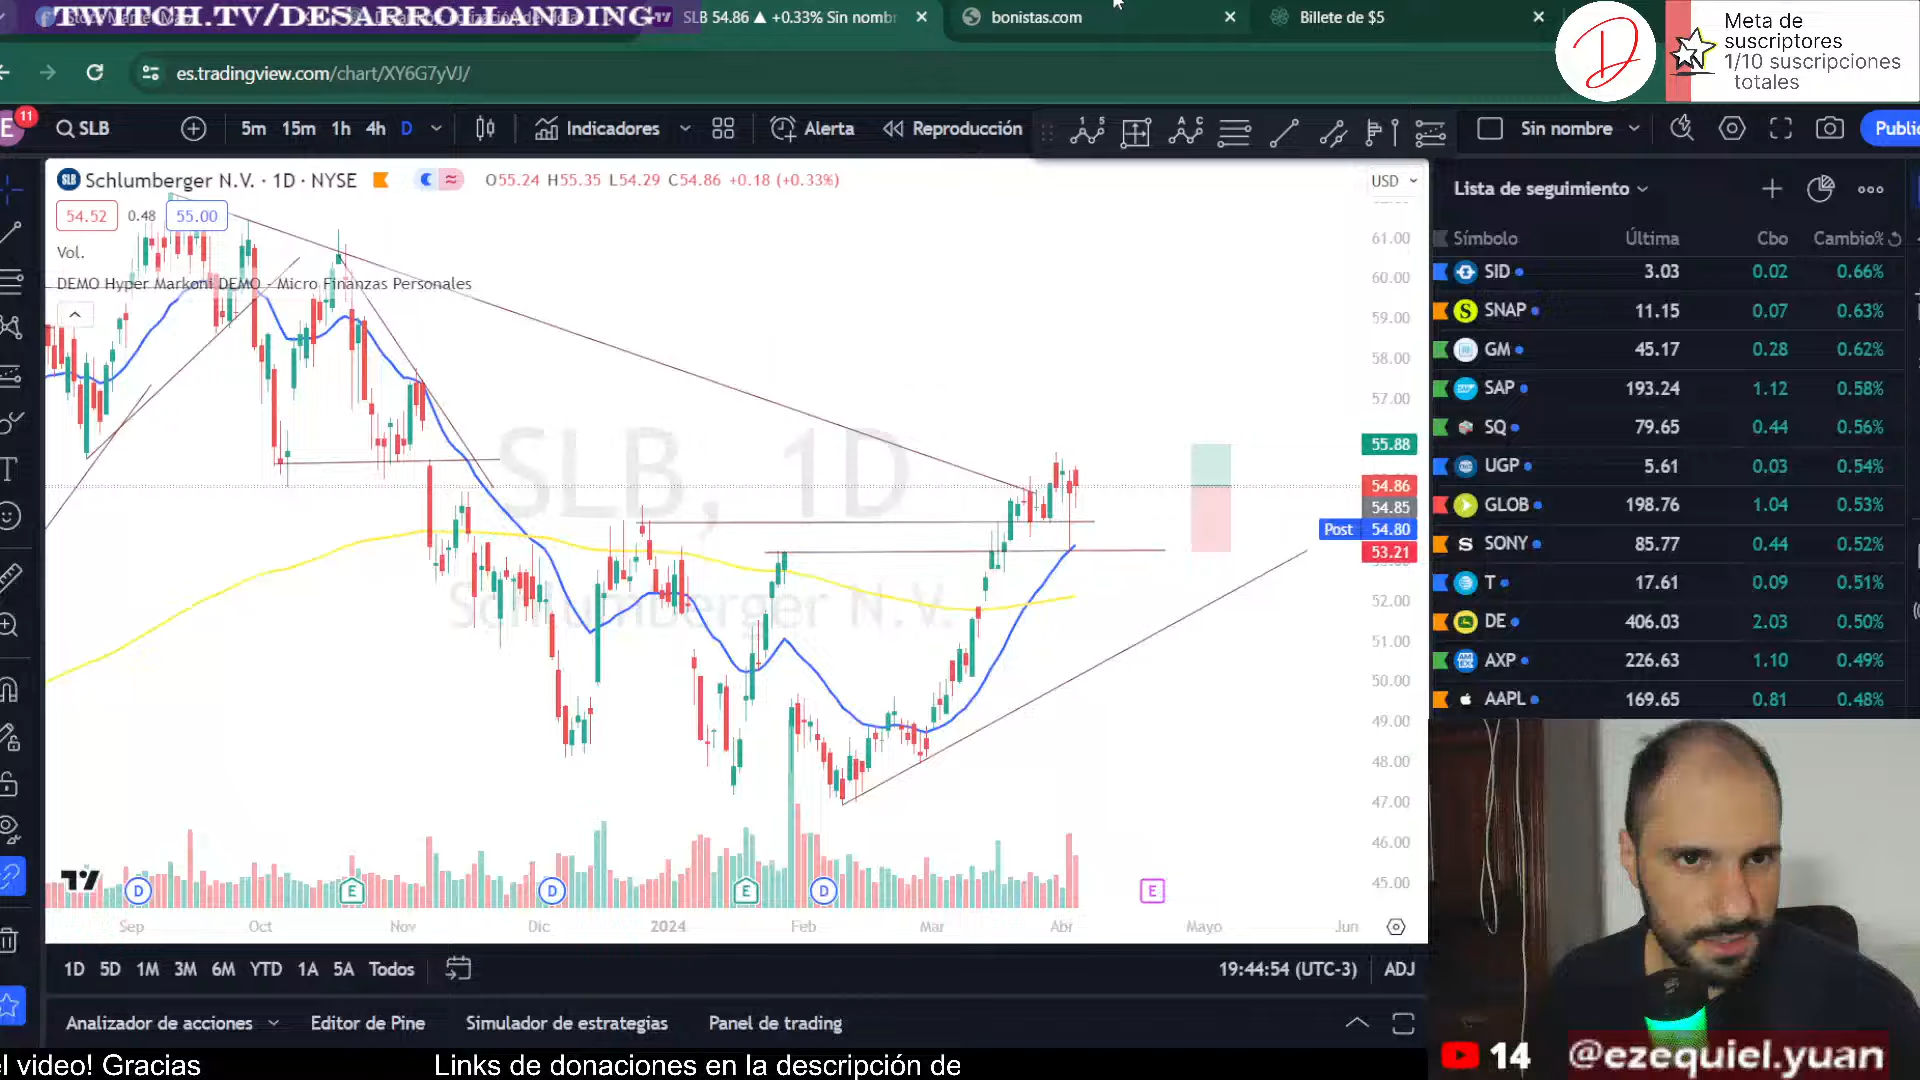 TWITCH.TV/DESARROLLANDING
SLB 54.86 ▲ +0.33% Sin nombr
bonistas.com
Billete de $5
Meta de
suscriptores
1/10 suscripciones
totales
es.tradingview.com/chart/XY6G7yVJ/
E
11
SLB
5m 15m 1h 4h D
Indicadores
Alerta
Reproducción
Sin nombre
Public
Schlumberger N.V. · 1D · NYSE
O55.24 H55.35 L54.29 C54.86 +0.18 (+0.33%)
USD
54.52 0.48 55.00
Vol.
DEMO Hyper Markoni DEMO - Micro Finanzas Personales
SLB, 1D
Schlumberger N.V.
61.00
60.00
59.00
58.00
57.00
55.88
54.86
54.85
Post 54.80
53.21
52.00
51.00
50.00
49.00
48.00
47.00
46.00
45.00
D E D E D E
Sep Oct Nov Dic 2024 Feb Mar Abr Mayo Jun
1D 5D 1M 3M 6M YTD 1A 5A Todos
19:44:54 (UTC-3) ADJ
Analizador de acciones Editor de Pine Simulador de estrategias Panel de trading
Lista de seguimiento
Símbolo Última Cbo Cambio%
SID 3.03 0.02 0.66%
SNAP 11.15 0.07 0.63%
GM 45.17 0.28 0.62%
SAP 193.24 1.12 0.58%
SQ 79.65 0.44 0.56%
UGP 5.61 0.03 0.54%
GLOB 198.76 1.04 0.53%
SONY 85.77 0.44 0.52%
T 17.61 0.09 0.51%
DE 406.03 2.03 0.50%
AXP 226.63 1.10 0.49%
AAPL 169.65 0.81 0.48%
el video! Gracias Links de donaciones en la descripción de
14 @ezequiel.yuan